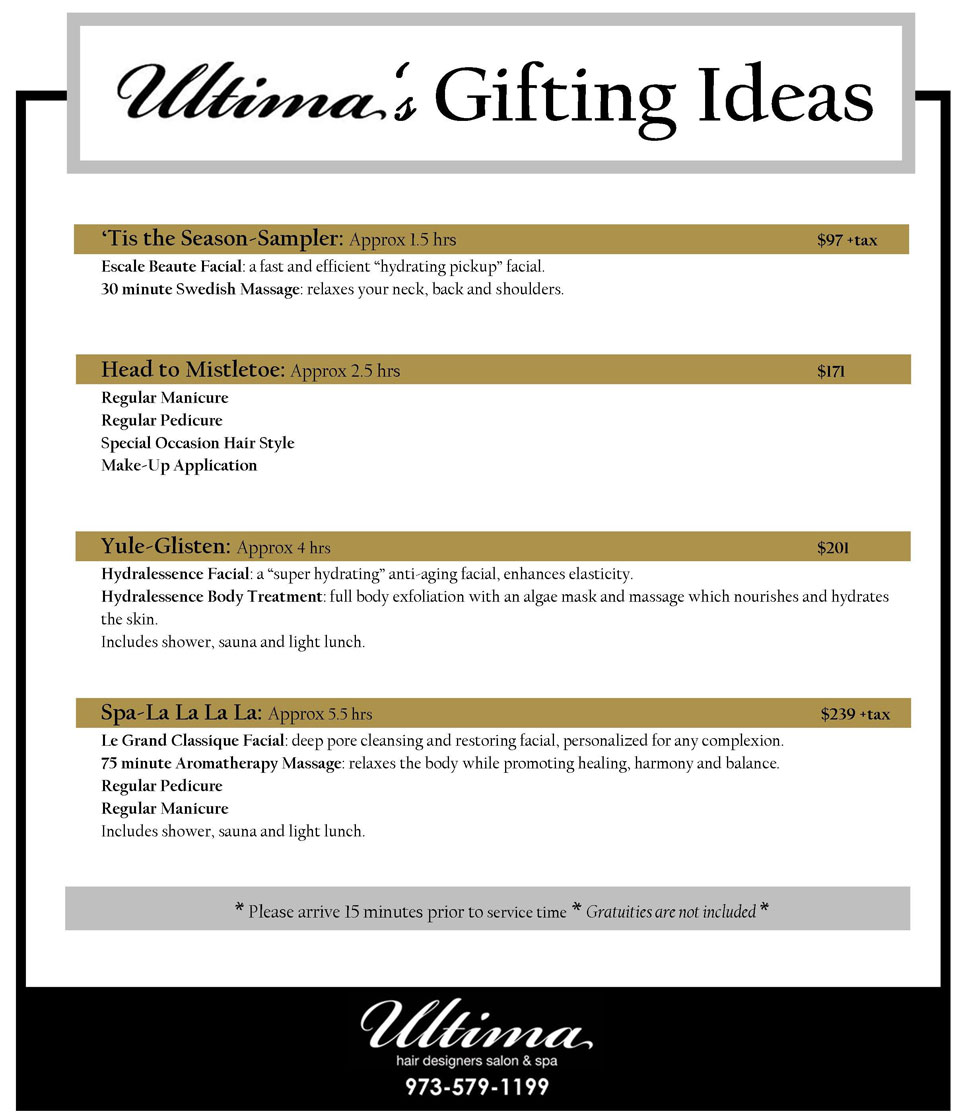 Ultima's Gifting Ideas
‘Tis the Season-Sampler: Approx 1.5 hrs $97 +tax
Escale Beaute Facial: a fast and efficient “hydrating pickup” facial.
30 minute Swedish Massage: relaxes your neck, back and shoulders.
Head to Mistletoe: Approx 2.5 hrs $171
Regular Manicure
Regular Pedicure
Special Occasion Hair Style
Make-Up Application
Yule-Glisten: Approx 4 hrs $201
Hydralessence Facial: a “super hydrating” anti-aging facial, enhances elasticity.
Hydralessence Body Treatment: full body exfoliation with an algae mask and massage which nourishes and hydrates
the skin.
Includes shower, sauna and light lunch.
Spa-La La La La: Approx 5.5 hrs $239 +tax
Le Grand Classique Facial: deep pore cleansing and restoring facial, personalized for any complexion.
75 minute Aromatherapy Massage: relaxes the body while promoting healing, harmony and balance.
Regular Pedicure
Regular Manicure
Includes shower, sauna and light lunch.
* Please arrive 15 minutes prior to service time * Gratuities are not included *
Ultima
hair designers salon & spa
973-579-1199